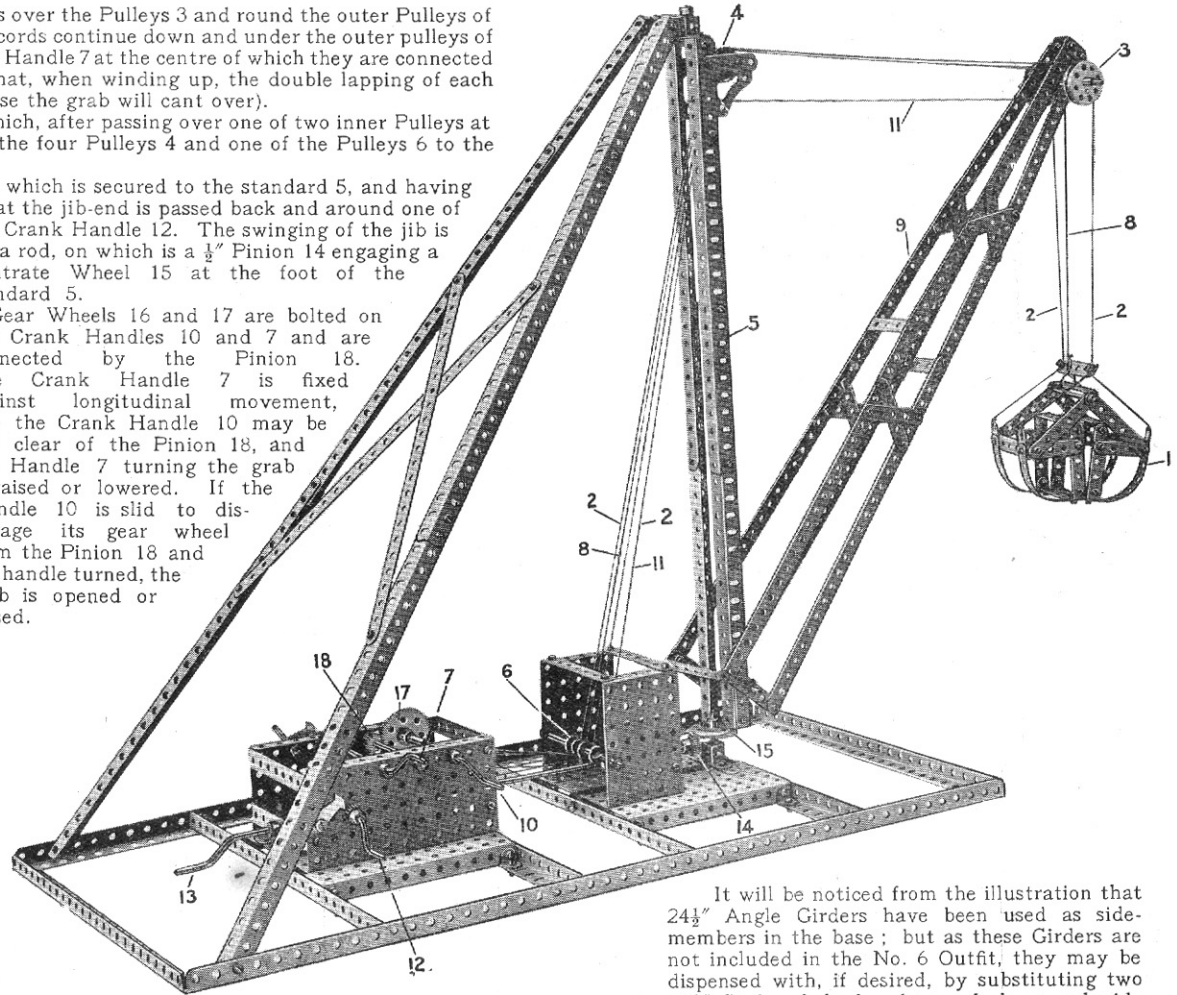 s over the Pulleys 3 and round the outer Pulleys of
cords continue down and under the outer pulleys of
Handle 7 at the centre of which they are connected
hat, when winding up, the double lapping of each
se the grab will cant over).
hich, after passing over one of two inner Pulleys at
the four Pulleys 4 and one of the Pulleys 6 to the
which is secured to the standard 5, and having
at the jib-end is passed back and around one of
Crank Handle 12. The swinging of the jib is
a rod, on which is a ½″ Pinion 14 engaging a
trate Wheel 15 at the foot of the
ndard 5.
Gear Wheels 16 and 17 are bolted on
Crank Handles 10 and 7 and are
nected by the Pinion 18.
e Crank Handle 7 is fixed
inst longitudinal movement,
the Crank Handle 10 may be
clear of the Pinion 18, and
Handle 7 turning the grab
raised or lowered. If the
ndle 10 is slid to dis-
age its gear wheel
m the Pinion 18 and
handle turned, the
b is opened or
sed.
4
3
11
9
8
2
2
5
1
2
2
8
11
18
17
7
6
15
14
10
13
12
It will be noticed from the illustration that
24½″ Angle Girders have been used as side-
members in the base ; but as these Girders are
not included in the No. 6 Outfit, they may be
dispensed with, if desired, by substituting two